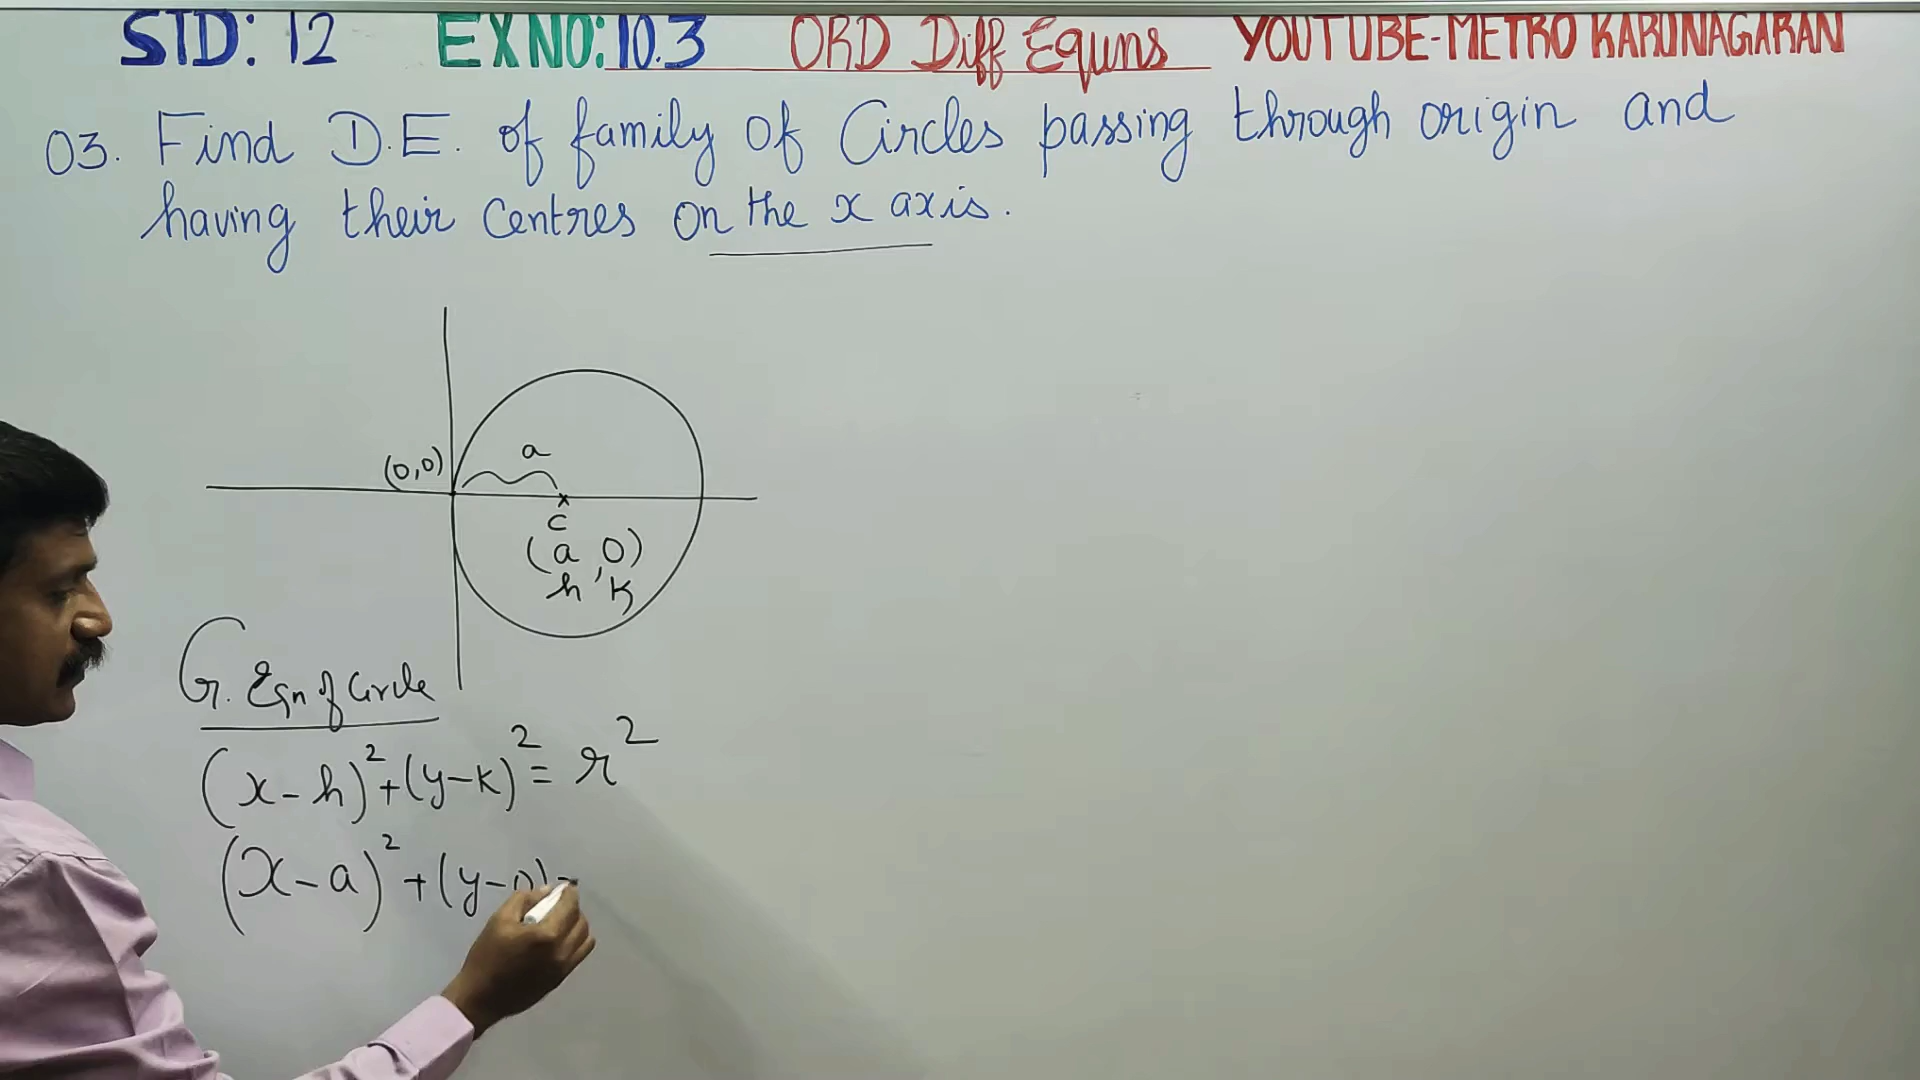 STD: 12 EX NO: 10.3 ORD Diff Equns YOUTUBE-METRO KARUNAGARAN
03. Find D.E. of family of Circles passing through origin and
having their Centres on the x axis.
a
(0,0)
C
(a, 0)
h, k
G. Eqn of Circle
(x-h)²+(y-k)² = r²
(x-a)² + (y-0)=